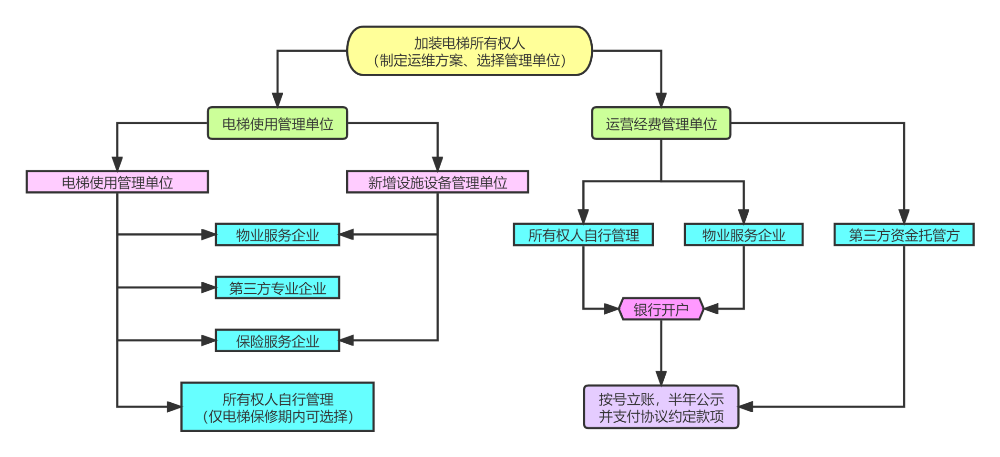 加装电梯所有权人
（制定运维方案、选择管理单位）
电梯使用管理单位
运营经费管理单位
电梯使用管理单位
新增设施设备管理单位
物业服务企业
所有权人自行管理
物业服务企业
第三方资金托管方
第三方专业企业
银行开户
保险服务企业
所有权人自行管理
（仅电梯保修期内可选择）
按号立账，半年公示
并支付协议约定款项